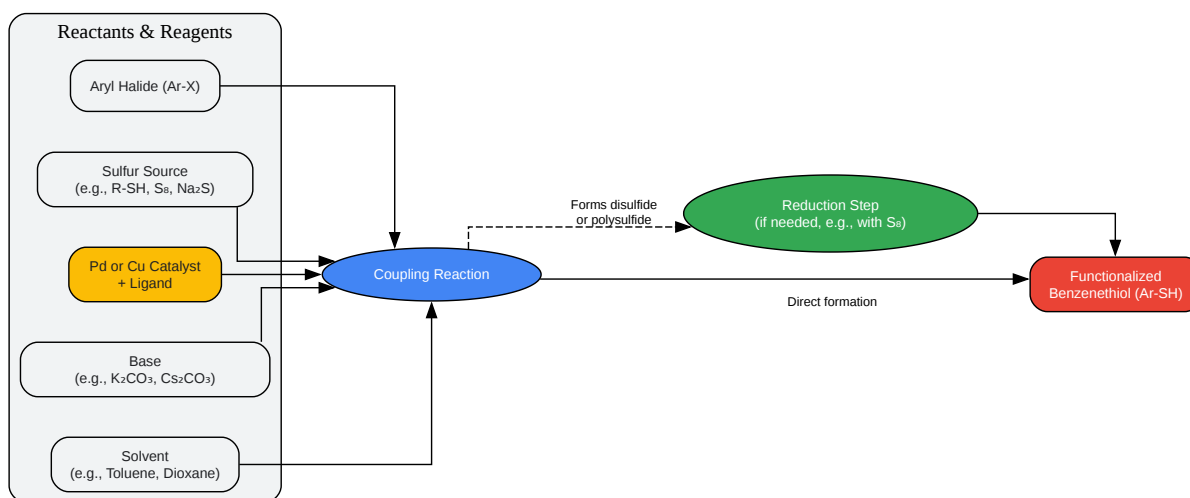 Reactants & Reagents
Aryl Halide (Ar-X)
Sulfur Source
(e.g., R-SH, S₈, Na₂S)
Pd or Cu Catalyst
+ Ligand
Base
(e.g., K₂CO₃, Cs₂CO₃)
Solvent
(e.g., Toluene, Dioxane)
Coupling Reaction
Forms disulfide
or polysulfide
Reduction Step
(if needed, e.g., with S₈)
Direct formation
Functionalized
Benzenethiol (Ar-SH)